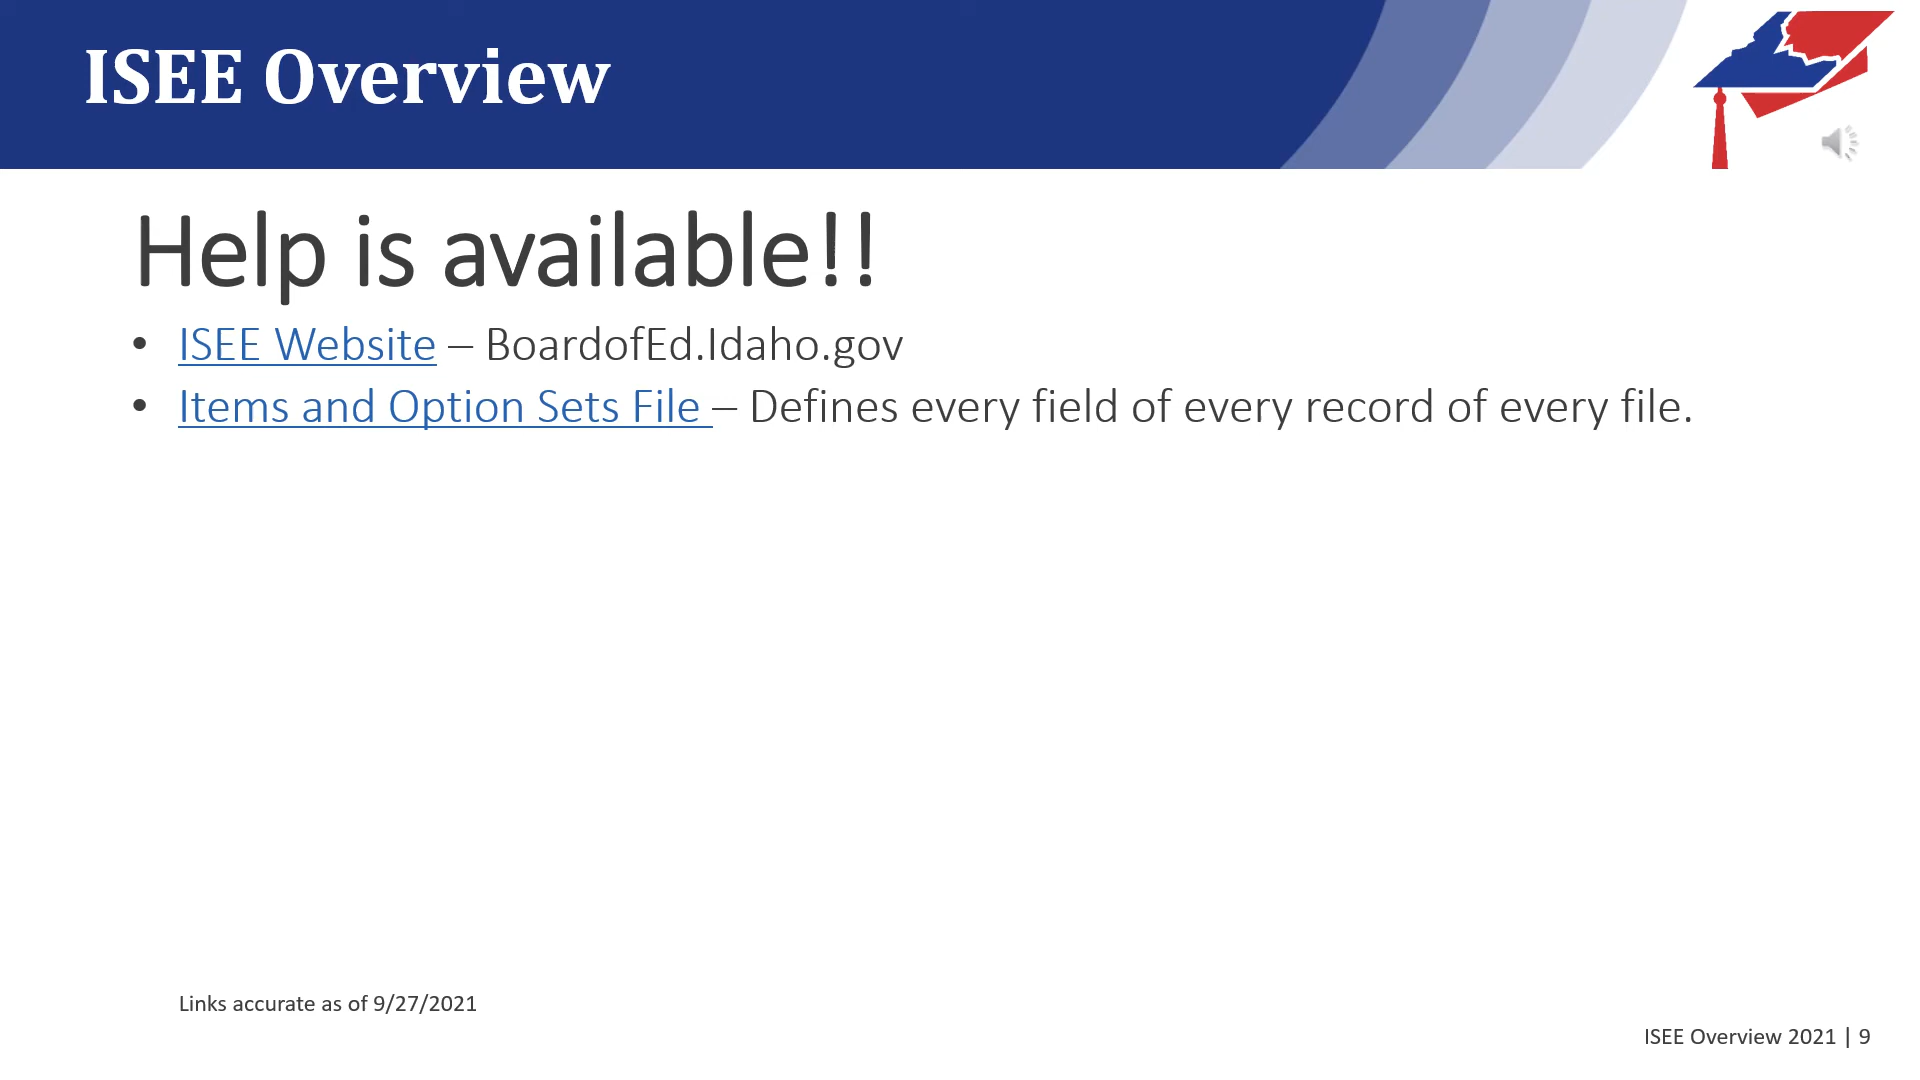 ISEE Overview
Help is available!!
• ISEE Website – BoardofEd.Idaho.gov
• Items and Option Sets File – Defines every field of every record of every file.
Links accurate as of 9/27/2021
ISEE Overview 2021 | 9